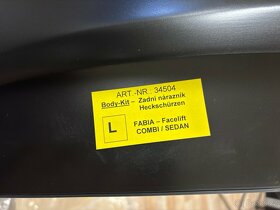 ART.-NR.: 34504
Body-Kit – Zadní nárazník
Heckschürzen
L
FABIA – Facelift
COMBI / SEDAN